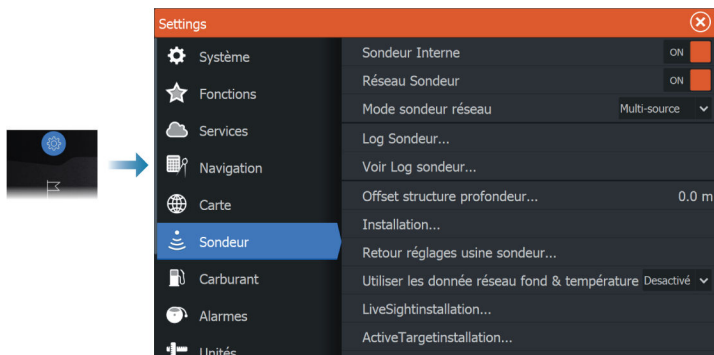 Settings
Système
Fonctions
Services
Navigation
Carte
Sondeur
Carburant
Alarmes
Unités
Sondeur Interne ON
Réseau Sondeur ON
Mode sondeur réseau Multi-source
Log Sondeur...
Voir Log sondeur...
Offset structure profondeur... 0.0 m
Installation...
Retour réglages usine sondeur...
Utiliser les donnée réseau fond & température Desactivé
LiveSightinstallation...
ActiveTargetinstallation...